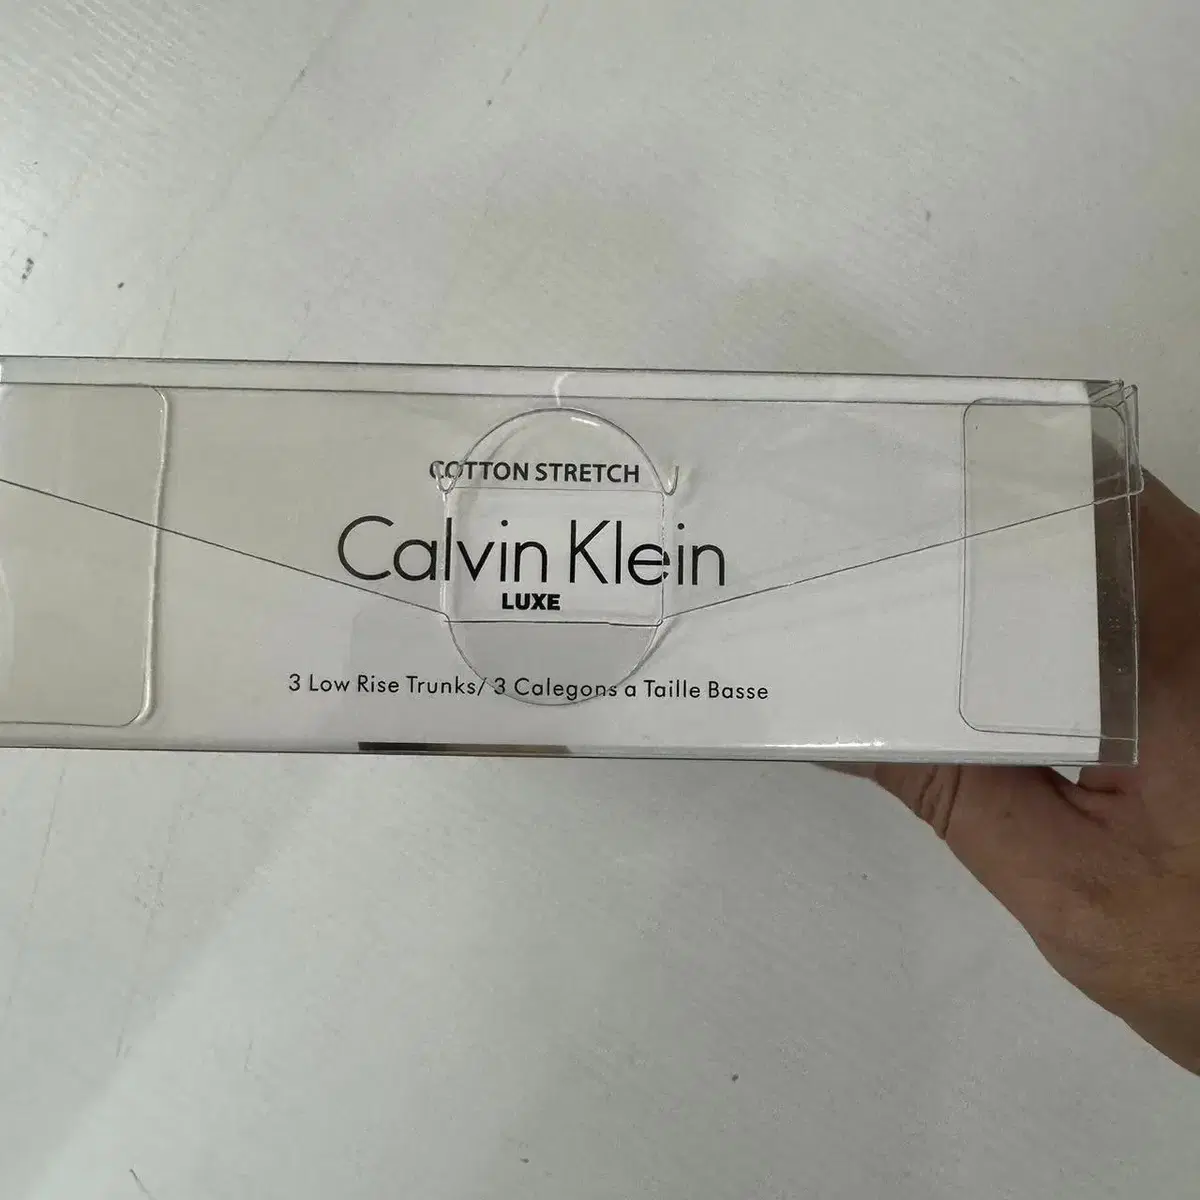 COTTON STRETCH
Calvin Klein
LUXE
3 Low Rise Trunks/ 3 Calegons a Taille Basse